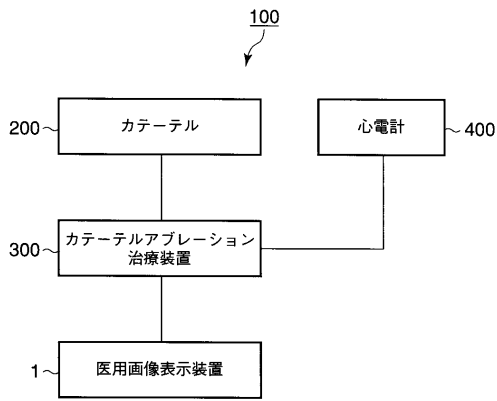 100
200
カテーテル
心電計
400
300
カテーテルアブレーション
治療装置
1
医用画像表示装置